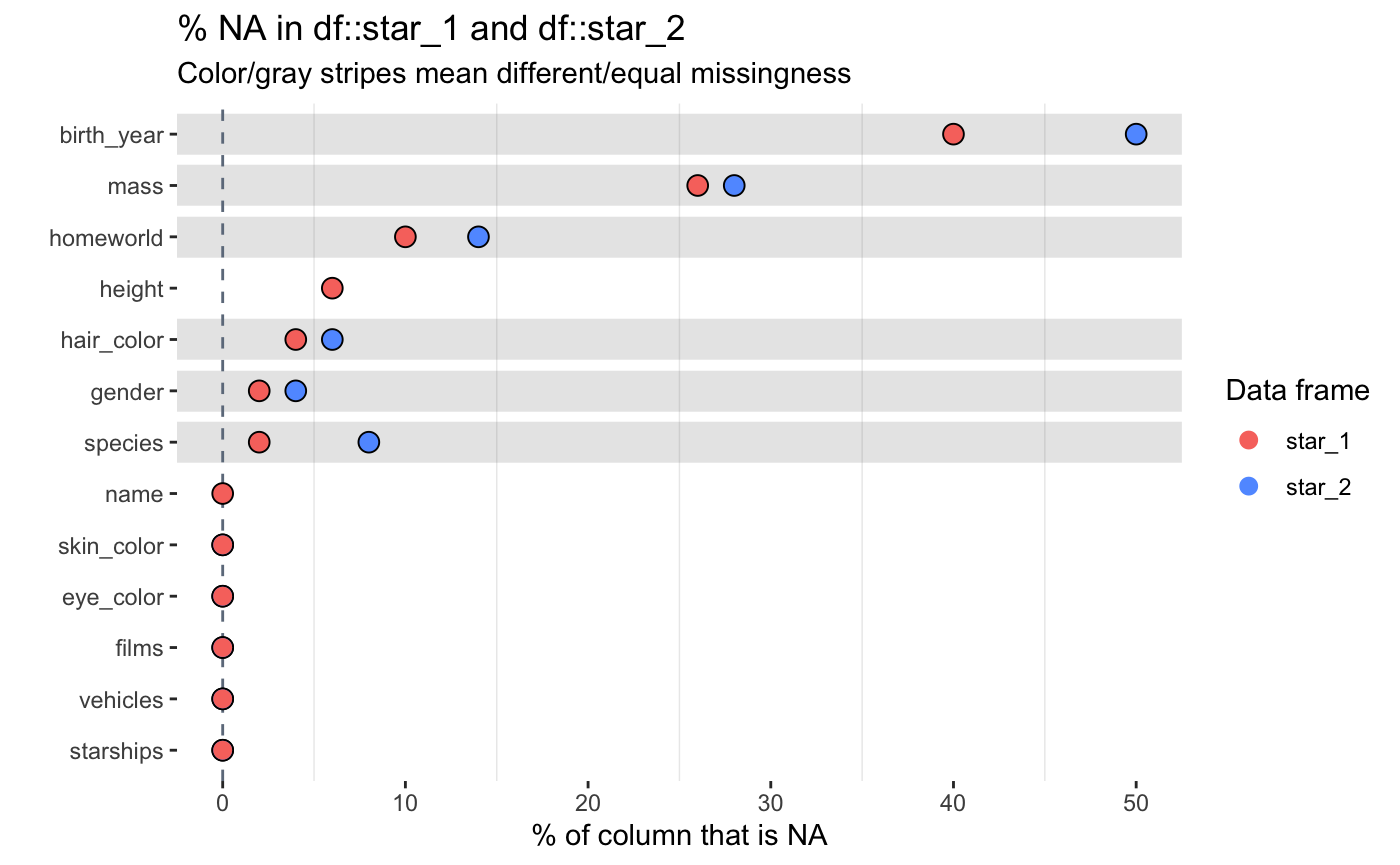 % NA in df::star_1 and df::star_2
Color/gray stripes mean different/equal missingness
birth_year
mass
homeworld
height
hair_color
gender
species
name
skin_color
eye_color
films
vehicles
starships
0 10 20 30 40 50
% of column that is NA
Data frame
star_1
star_2